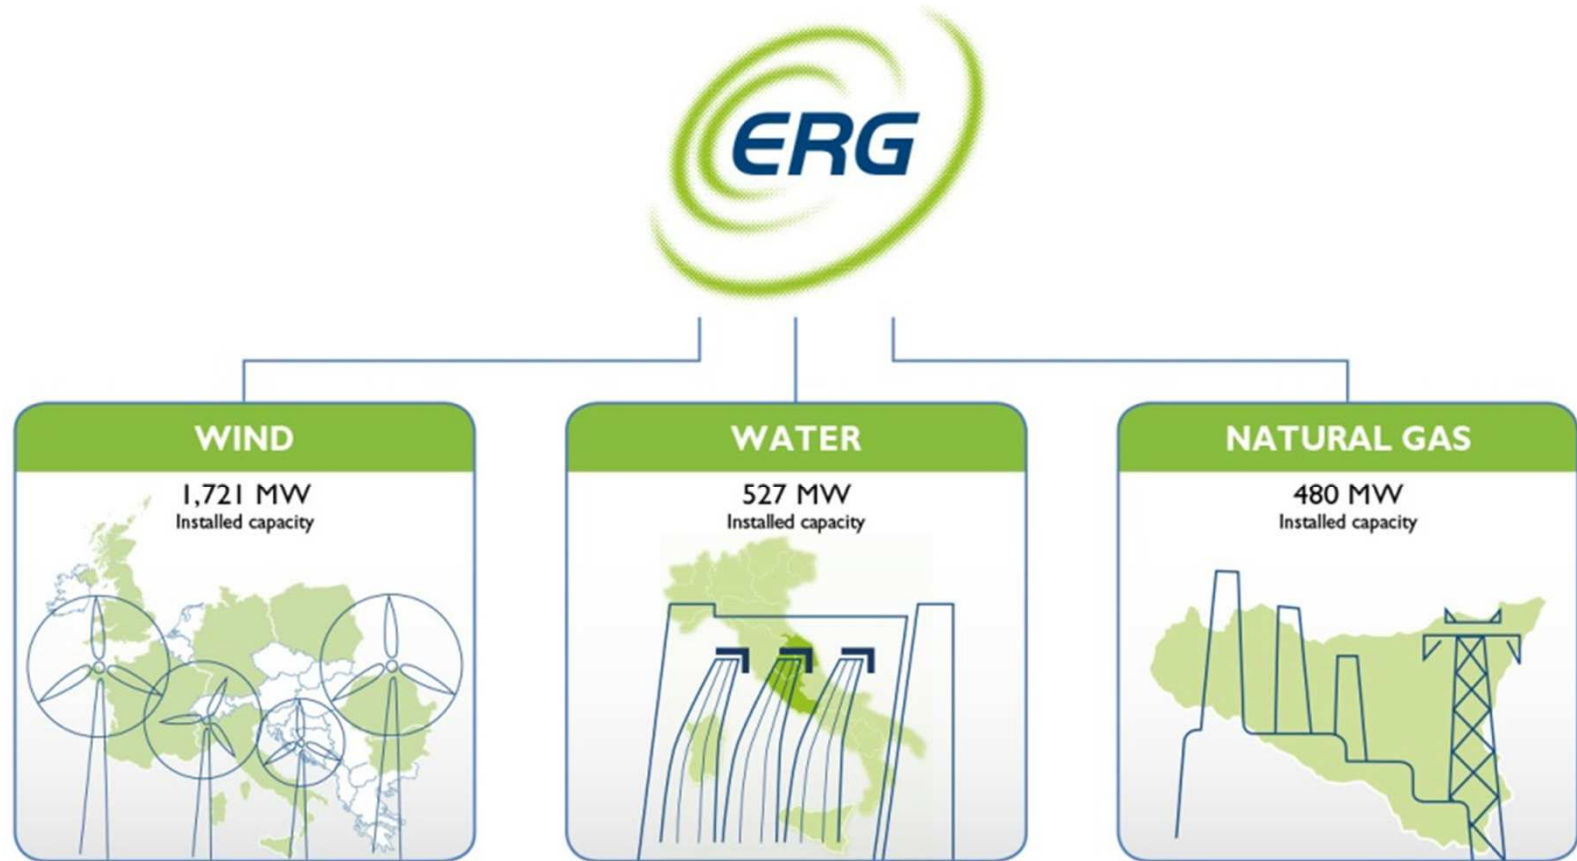 ERG
WIND
1,721 MW
Installed capacity
WATER
527 MW
Installed capacity
NATURAL GAS
480 MW
Installed capacity